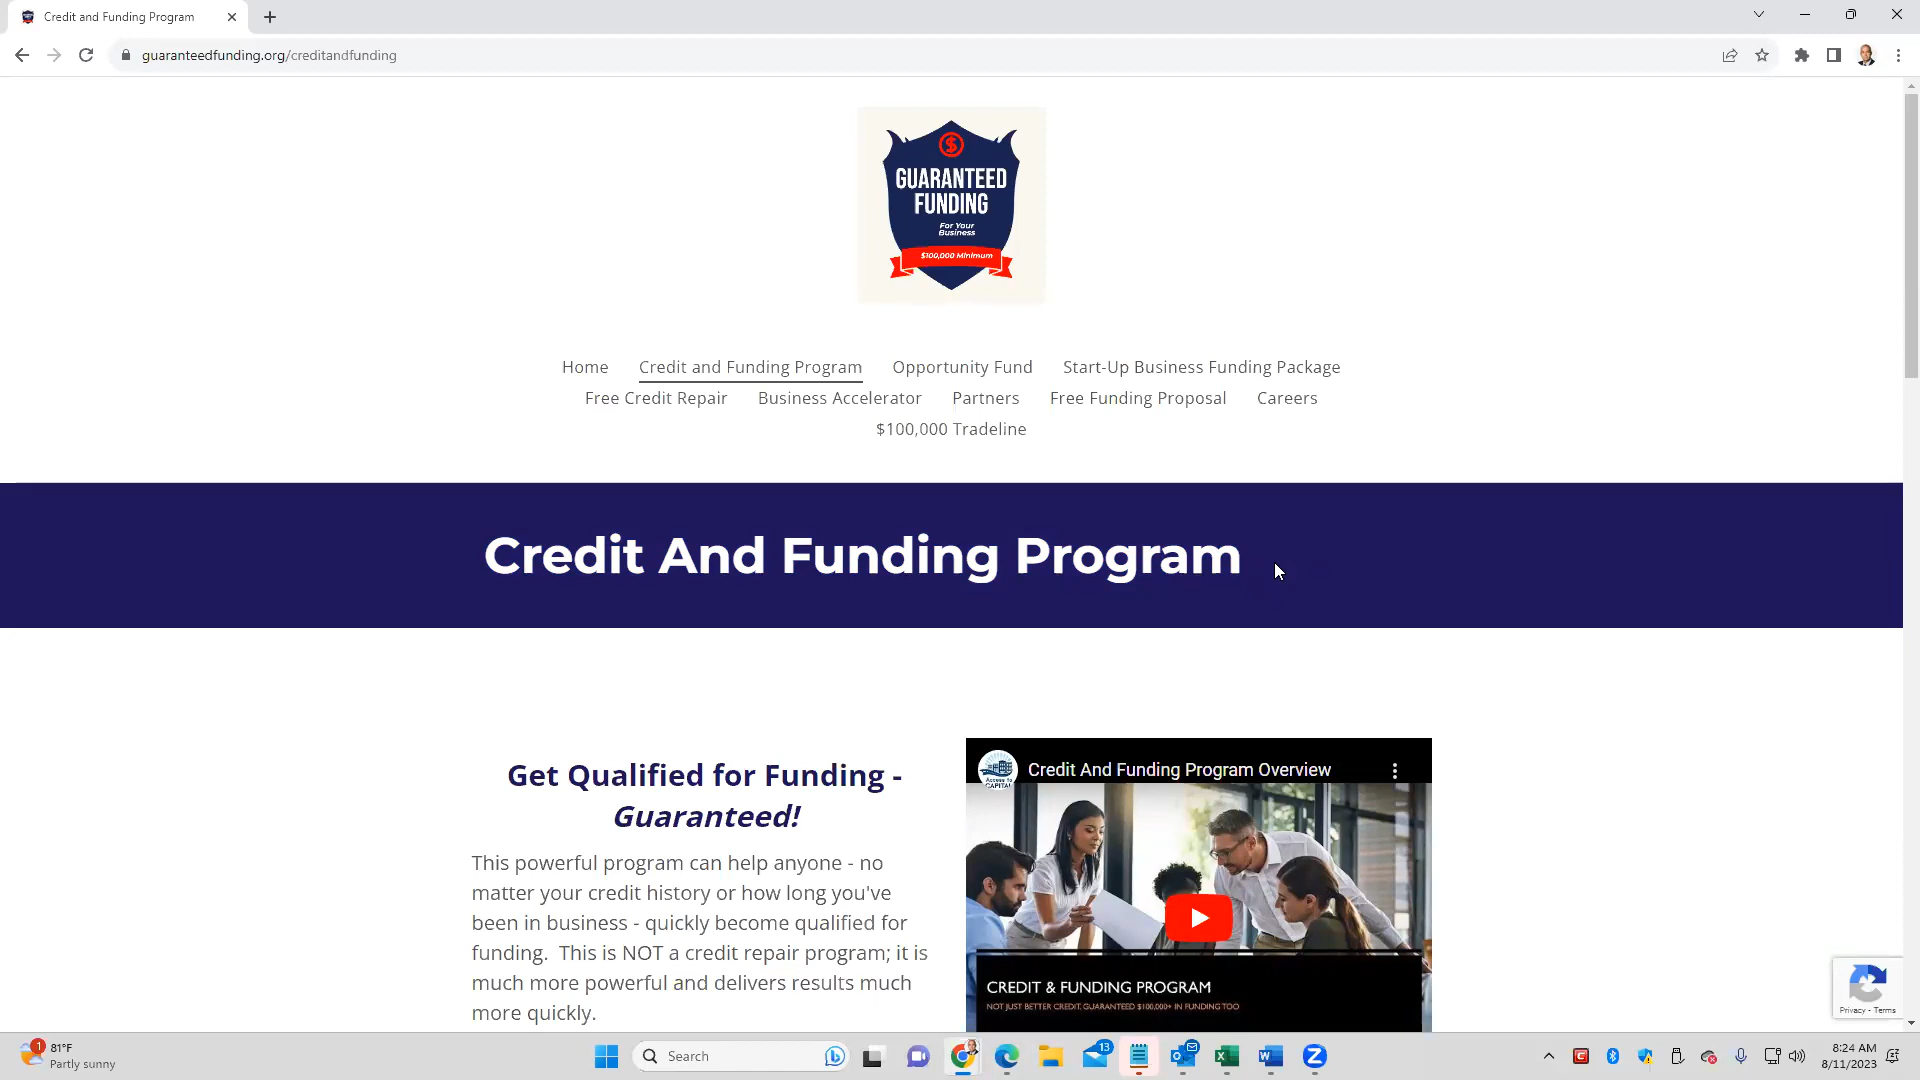 Credit and Funding Program
guaranteedfunding.org/creditandfunding
$
GUARANTEED
FUNDING
For Your
Business
$100,000 Minimum
Home Credit and Funding Program Opportunity Fund Start-Up Business Funding Package
Free Credit Repair Business Accelerator Partners Free Funding Proposal Careers
$100,000 Tradeline
Credit And Funding Program
Get Qualified for Funding -
Guaranteed!
This powerful program can help anyone - no
matter your credit history or how long you've
been in business - quickly become qualified for
funding. This is NOT a credit repair program; it is
much more powerful and delivers results much
more quickly.
Access To
CAPITAL
Credit And Funding Program Overview
CREDIT & FUNDING PROGRAM
NOT JUST BETTER CREDIT, GUARANTEED $100,000+ IN FUNDING TOO
Privacy - Terms
1
81°F
Partly sunny
Search
13
8:24 AM
8/11/2023